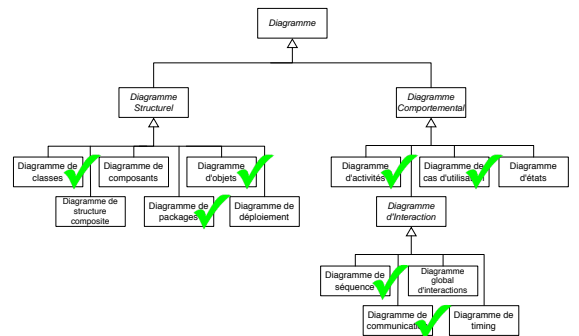 Diagramme
Diagramme
Structurel
Diagramme
Comportemental
Diagramme de
classes
Diagramme de
composants
Diagramme
d'objets
Diagramme
d'activités
Diagramme de
cas d'utilisation
Diagramme
d'états
Diagramme de
structure
composite
Diagramme de
packages
Diagramme de
déploiement
Diagramme
d'Interaction
Diagramme de
séquence
Diagramme
global
d'interactions
Diagramme de
communication
Diagramme de
timing